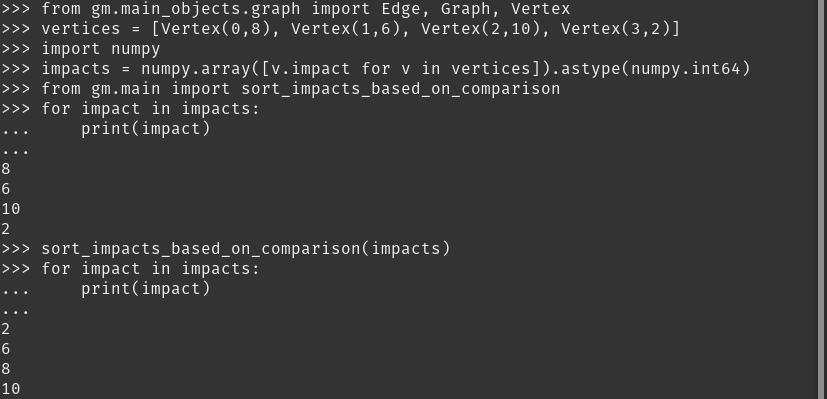 >>> from gm.main_objects.graph import Edge, Graph, Vertex
>>> vertices = [Vertex(0,8), Vertex(1,6), Vertex(2,10), Vertex(3,2)]
>>> import numpy
>>> impacts = numpy.array([v.impact for v in vertices]).astype(numpy.int64)
>>> from gm.main import sort_impacts_based_on_comparison
>>> for impact in impacts:
...     print(impact)
...
8
6
10
2
>>> sort_impacts_based_on_comparison(impacts)
>>> for impact in impacts:
...     print(impact)
...
2
6
8
10